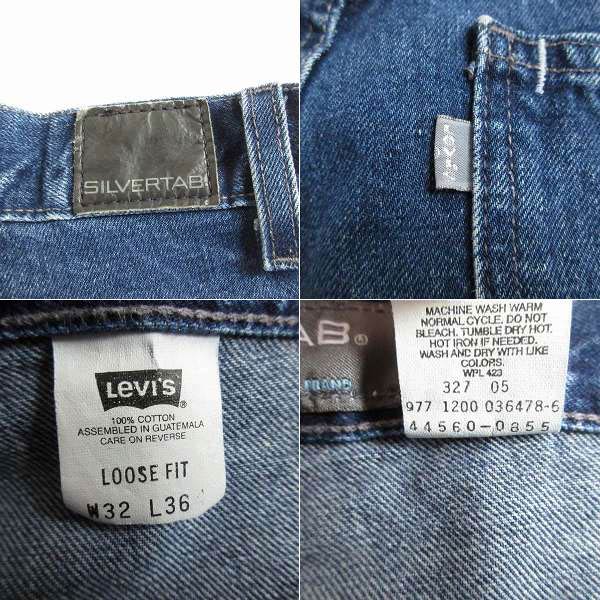 SILVERTAB
LEVI'S
LEVI'S
®
100% COTTON
ASSEMBLED IN GUATEMALA
CARE ON REVERSE
LOOSE FIT
W32 L36
AB®
MACHINE WASH WARM
NORMAL CYCLE. DO NOT
BLEACH. TUMBLE DRY HOT.
HOT IRON IF NEEDED.
WASH AND DRY WITH LIKE
COLORS.
WPL 423
327 05
977 1200 036478-6
44560-0855